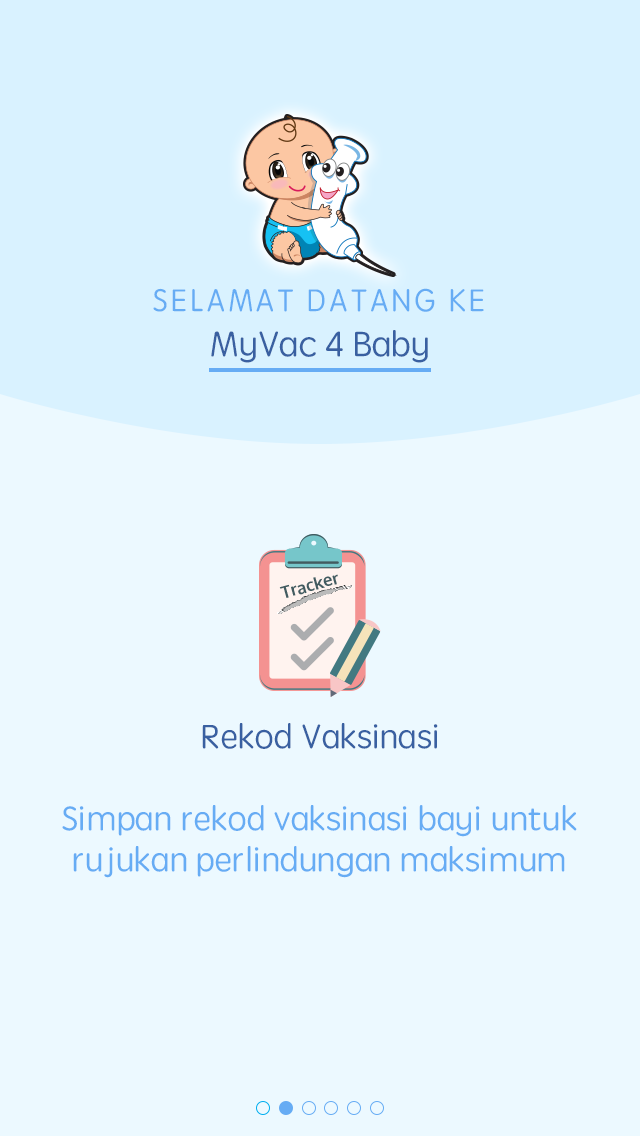 SELAMAT DATANG KE
MyVac 4 Baby
Tracker
Rekod Vaksinasi
Simpan rekod vaksinasi bayi untuk
rujukan perlindungan maksimum